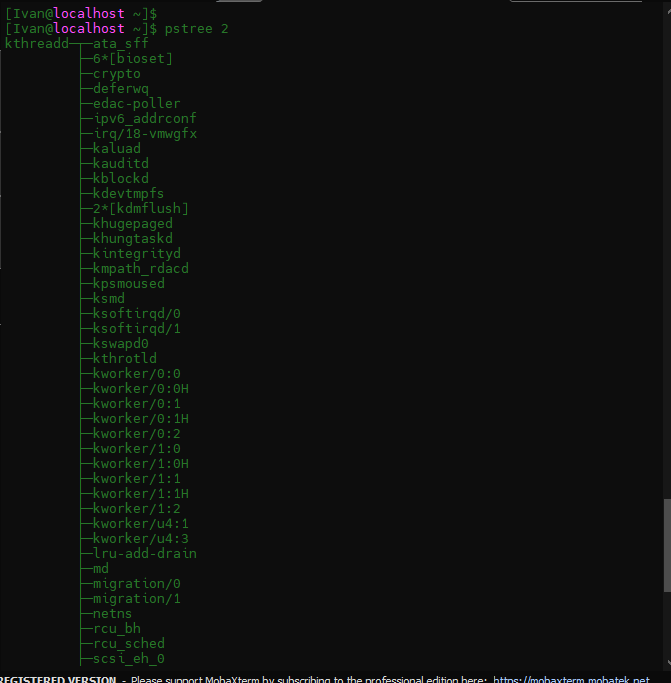 [Ivan@localhost ~]$
[Ivan@localhost ~]$ pstree 2
kthreadd─┬─ata_sff
         ├─6*[bioset]
         ├─crypto
         ├─deferwq
         ├─edac-poller
         ├─ipv6_addrconf
         ├─irq/18-vmwgfx
         ├─kaluad
         ├─kauditd
         ├─kblockd
         ├─kdevtmpfs
         ├─2*[kdmflush]
         ├─khugepaged
         ├─khungtaskd
         ├─kintegrityd
         ├─kmpath_rdacd
         ├─kpsmoused
         ├─ksmd
         ├─ksoftirqd/0
         ├─ksoftirqd/1
         ├─kswapd0
         ├─kthrotld
         ├─kworker/0:0
         ├─kworker/0:0H
         ├─kworker/0:1
         ├─kworker/0:1H
         ├─kworker/0:2
         ├─kworker/1:0
         ├─kworker/1:0H
         ├─kworker/1:1
         ├─kworker/1:1H
         ├─kworker/1:2
         ├─kworker/u4:1
         ├─kworker/u4:3
         ├─lru-add-drain
         ├─md
         ├─migration/0
         ├─migration/1
         ├─netns
         ├─rcu_bh
         ├─rcu_sched
         ├─scsi_eh_0
REGISTERED VERSION - Please support MobaXterm by subscribing to the professional edition here: https://mobaxterm.mobatek.net